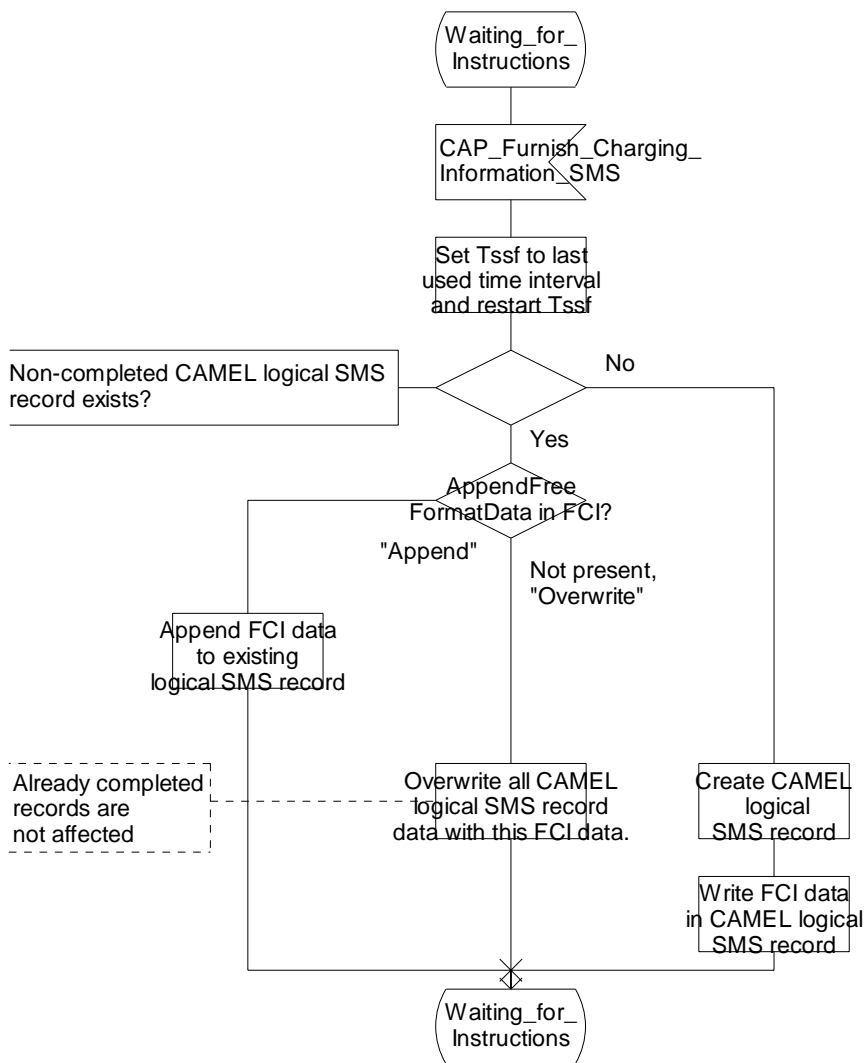 Waiting_for_
Instructions
CAP_Furnish_Charging_
Information_SMS
Set Tssf to last
used time interval
and restart Tssf
Non-completed CAMEL logical SMS
record exists?
No
Yes
AppendFree
FormatData in FCI?
"Append"
Not present,
"Overwrite"
Append FCI data
to existing
logical SMS record
Already completed
records are
not affected
Overwrite all CAMEL
logical SMS record
data with this FCI data.
Create CAMEL
logical
SMS record
Write FCI data
in CAMEL logical
SMS record
Waiting_for_
Instructions